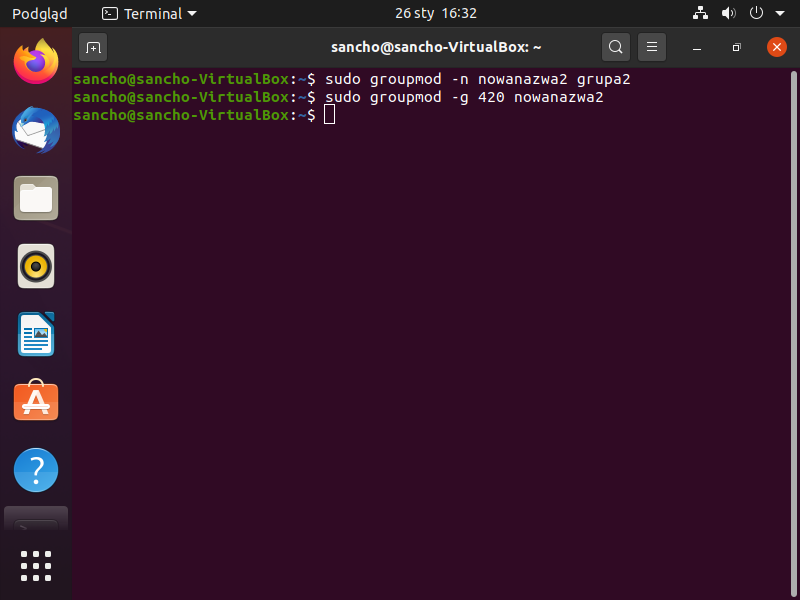 Podgląd Terminal 26 sty 16:32
sancho@sancho-VirtualBox: ~
sancho@sancho-VirtualBox:~$ sudo groupmod -n nowanazwa2 grupa2
sancho@sancho-VirtualBox:~$ sudo groupmod -g 420 nowanazwa2
sancho@sancho-VirtualBox:~$